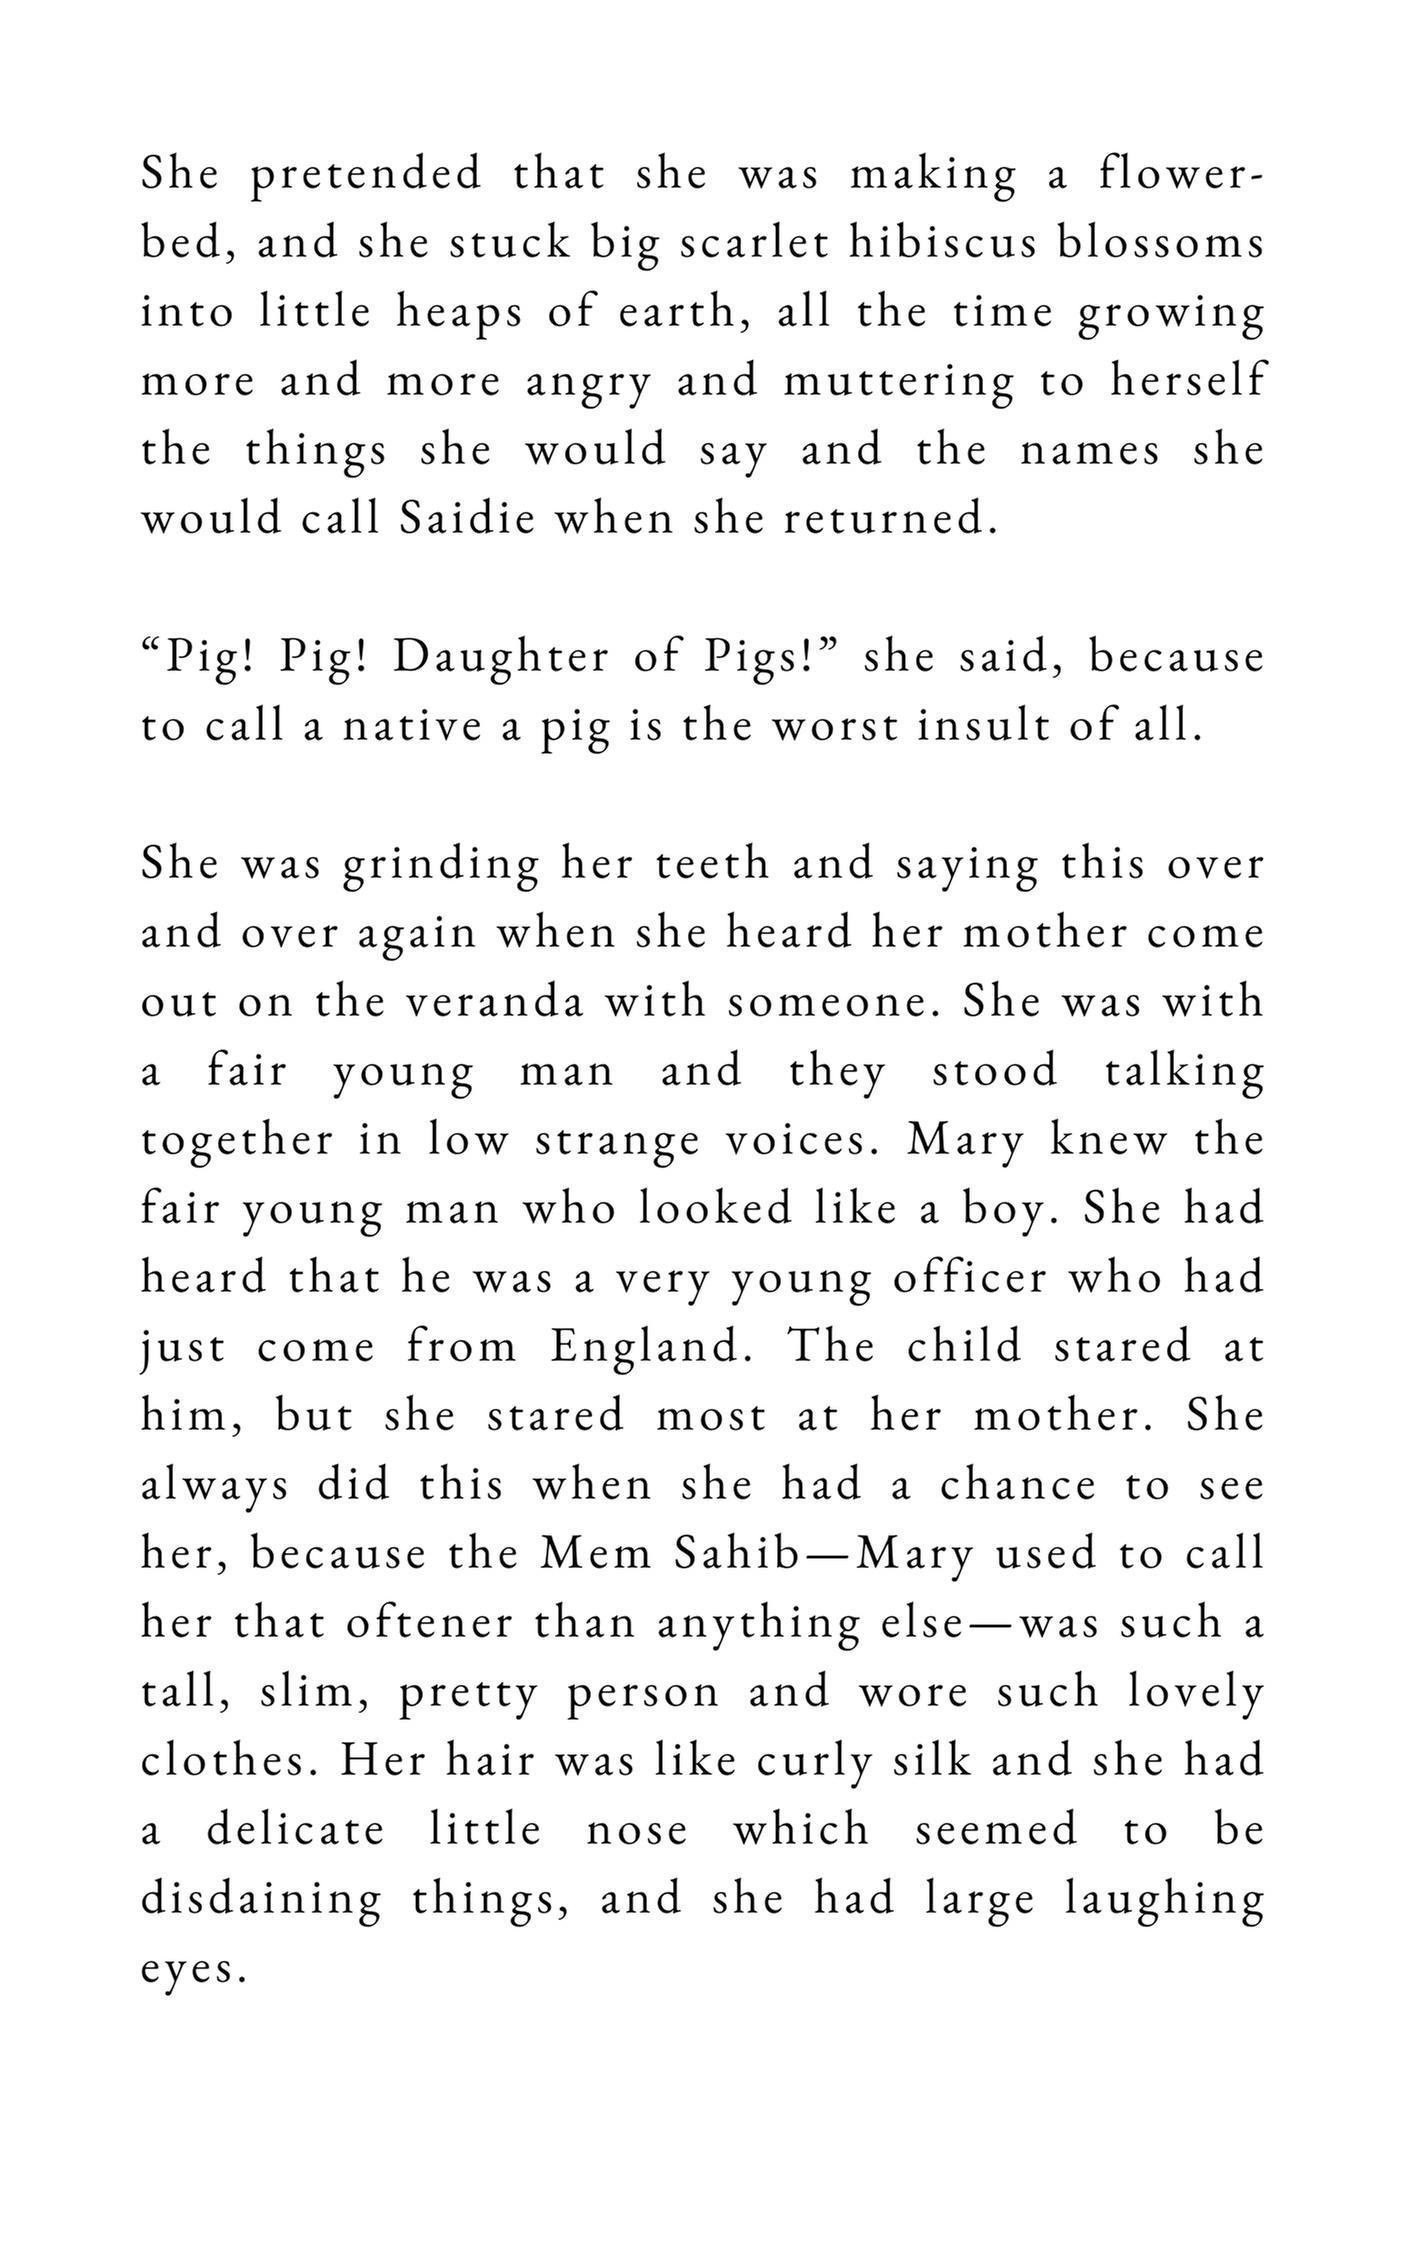 She pretended that she was making a flower-
bed, and she stuck big scarlet hibiscus blossoms
into little heaps of earth, all the time growing
more and more angry and muttering to herself
the things she would say and the names she
would call Saidie when she returned.
“Pig! Pig! Daughter of Pigs!” she said, because
to call a native a pig is the worst insult of all.
She was grinding her teeth and saying this over
and over again when she heard her mother come
out on the veranda with someone. She was with
a fair young man and they stood talking
together in low strange voices. Mary knew the
fair young man who looked like a boy. She had
heard that he was a very young officer who had
just come from England. The child stared at
him, but she stared most at her mother. She
always did this when she had a chance to see
her, because the Mem Sahib—Mary used to call
her that oftener than anything else—was such a
tall, slim, pretty person and wore such lovely
clothes. Her hair was like curly silk and she had
a delicate little nose which seemed to be
disdaining things, and she had large laughing
eyes.